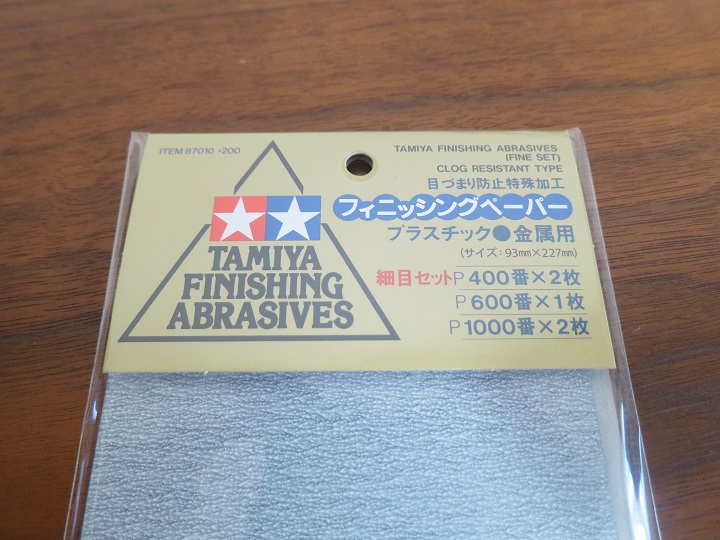 ITEM 87010 •200
TAMIYA
FINISHING
ABRASIVES
TAMIYA FINISHING ABRASIVES
(FINE SET)
CLOG RESISTANT TYPE
目づまり防止特殊加工
フィニッシングペーパー
プラスチック●金属用
(サイズ:93mm×227mm)
細目セットP400番×2枚
P600番×1枚
P1000番×2枚